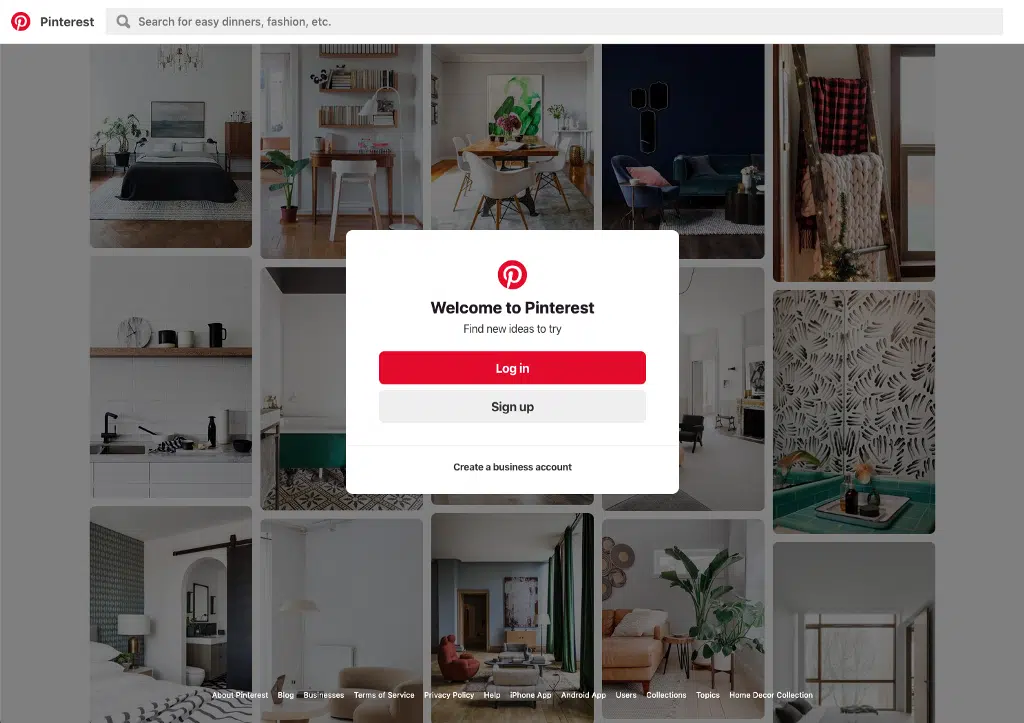 Pinterest
Search for easy dinners, fashion, etc.
Welcome to Pinterest
Find new ideas to try
Log in
Sign up
Create a business account
About Pinterest Blog Businesses Terms of Service Privacy Policy Help iPhone App Android App Users Collections Topics Home Decor Collection